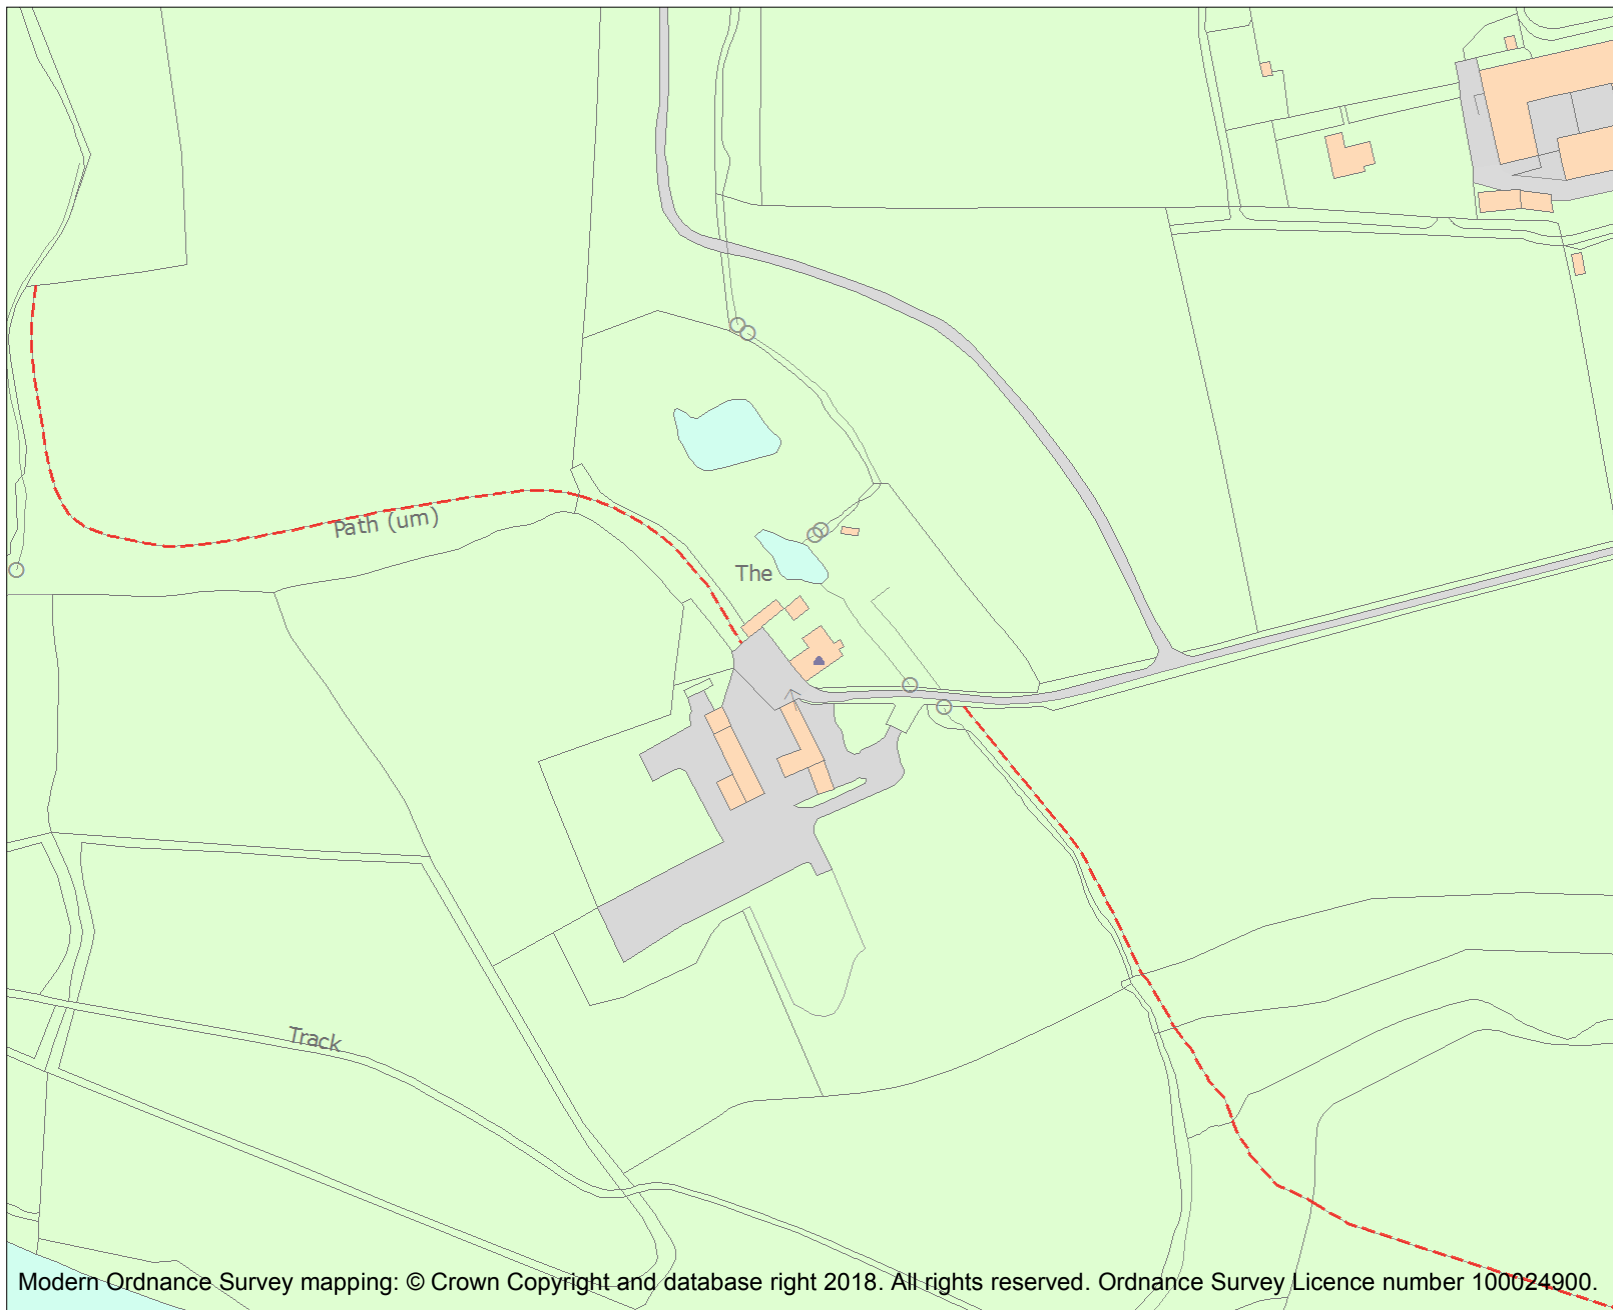 Path (um)
The
Track
Modern Ordnance Survey mapping: © Crown Copyright and database right 2018. All rights reserved. Ordnance Survey Licence number 100024900.